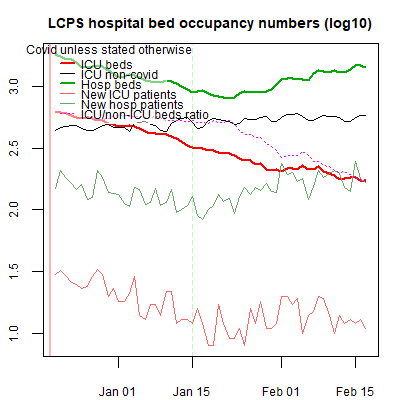 LCPS hospital bed occupancy numbers (log10)
Covid unless stated otherwise
ICU beds
ICU non covid
Hosp beds
New ICU patients
New hosp patients
ICU/non-ICU beds ratio
3.0
2.5
2.0
1.5
1.0
Jan 01
Jan 15
Feb 01
Feb 15